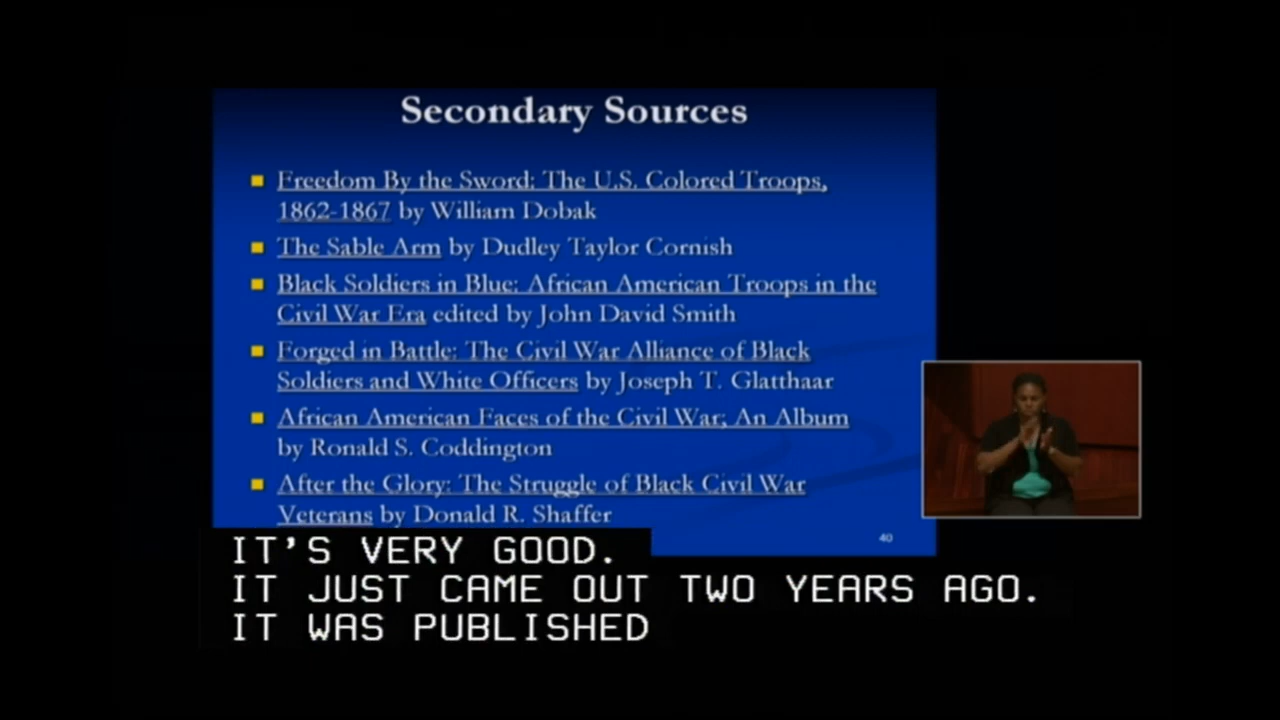 Secondary Sources
Freedom By the Sword: The U.S. Colored Troops,
1862-1867 by William Dobak
The Sable Arm by Dudley Taylor Cornish
Black Soldiers in Blue: African American Troops in the
Civil War Era edited by John David Smith
Forged in Battle: The Civil War Alliance of Black
Soldiers and White Officers by Joseph T. Glatthaar
African American Faces of the Civil War; An Album
by Ronald S. Coddington
After the Glory: The Struggle of Black Civil War
Veterans by Donald R. Shaffer
40
IT'S VERY GOOD.
IT JUST CAME OUT TWO YEARS AGO.
IT WAS PUBLISHED